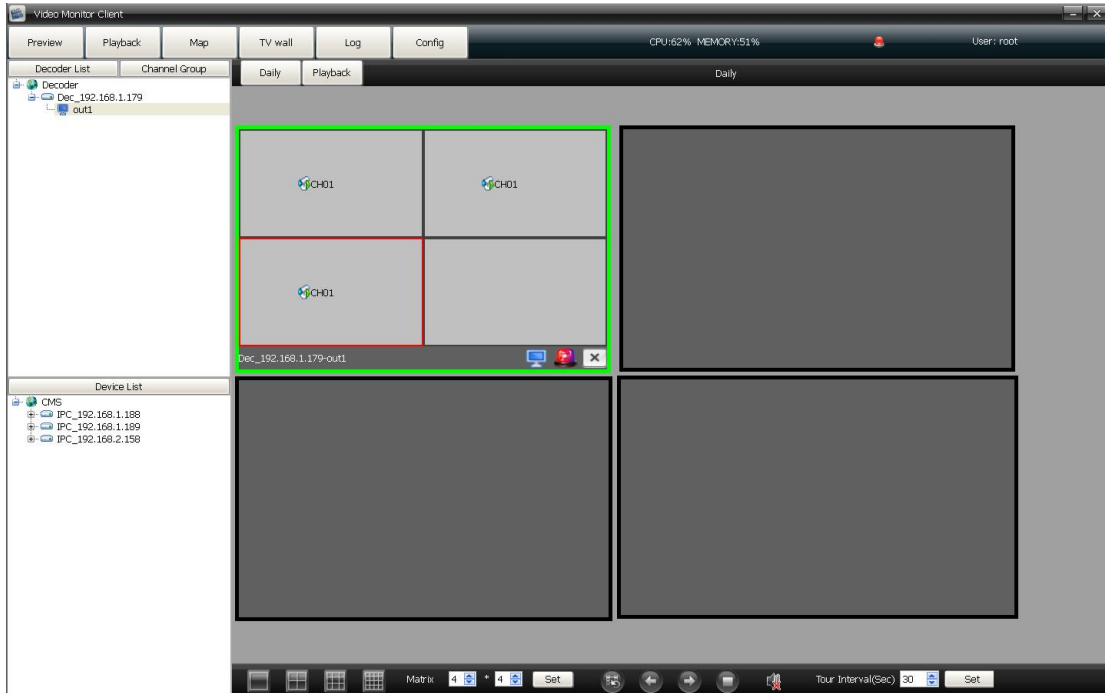 Video Monitor Client
Preview Playback Map TV wall Log Config CPU:62% MEMORY:51% User: root
Decoder List Channel Group Daily Playback Daily
Decoder
Dec_192.168.1.179
out1
CH01 CH01
CH01
Dec_192.168.1.179-out1
Device List
CMS
IPC_192.168.1.188
IPC_192.168.1.189
IPC_192.168.2.158
Matrix 4 * 4 Set Tour Interval(Sec) 30 Set